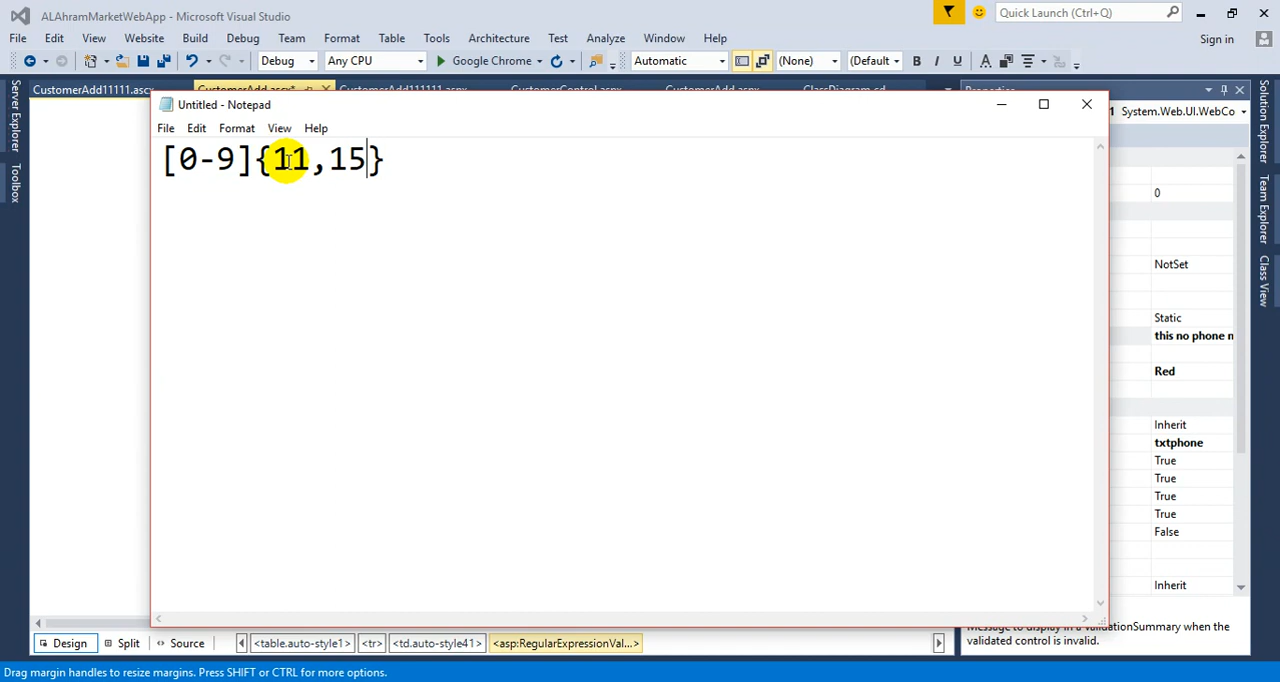 ALAhramMarketWebApp - Microsoft Visual Studio
Quick Launch (Ctrl+Q)
File Edit View Website Build Debug Team Format Table Tools Architecture Test Analyze Window Help
Sign in
Debug Any CPU Google Chrome Automatic (None) (Default B I U A
CustomerAdd11111.ascx
Server Explorer
Toolbox
Untitled - Notepad
File Edit Format View Help
[0-9]{11,15}
System.Web.UI.WebCo
0
NotSet
Static
this no phone n
Red
Inherit
txtphone
True
True
True
True
False
Inherit
Message to display in a ValidationSummary when the
validated control is invalid.
Solution Explorer
Team Explorer
Class View
Design Split Source <table.auto-style1> <tr> <td.auto-style41> <asp:RegularExpressionVal...>
Drag margin handles to resize margins. Press SHIFT or CTRL for more options.